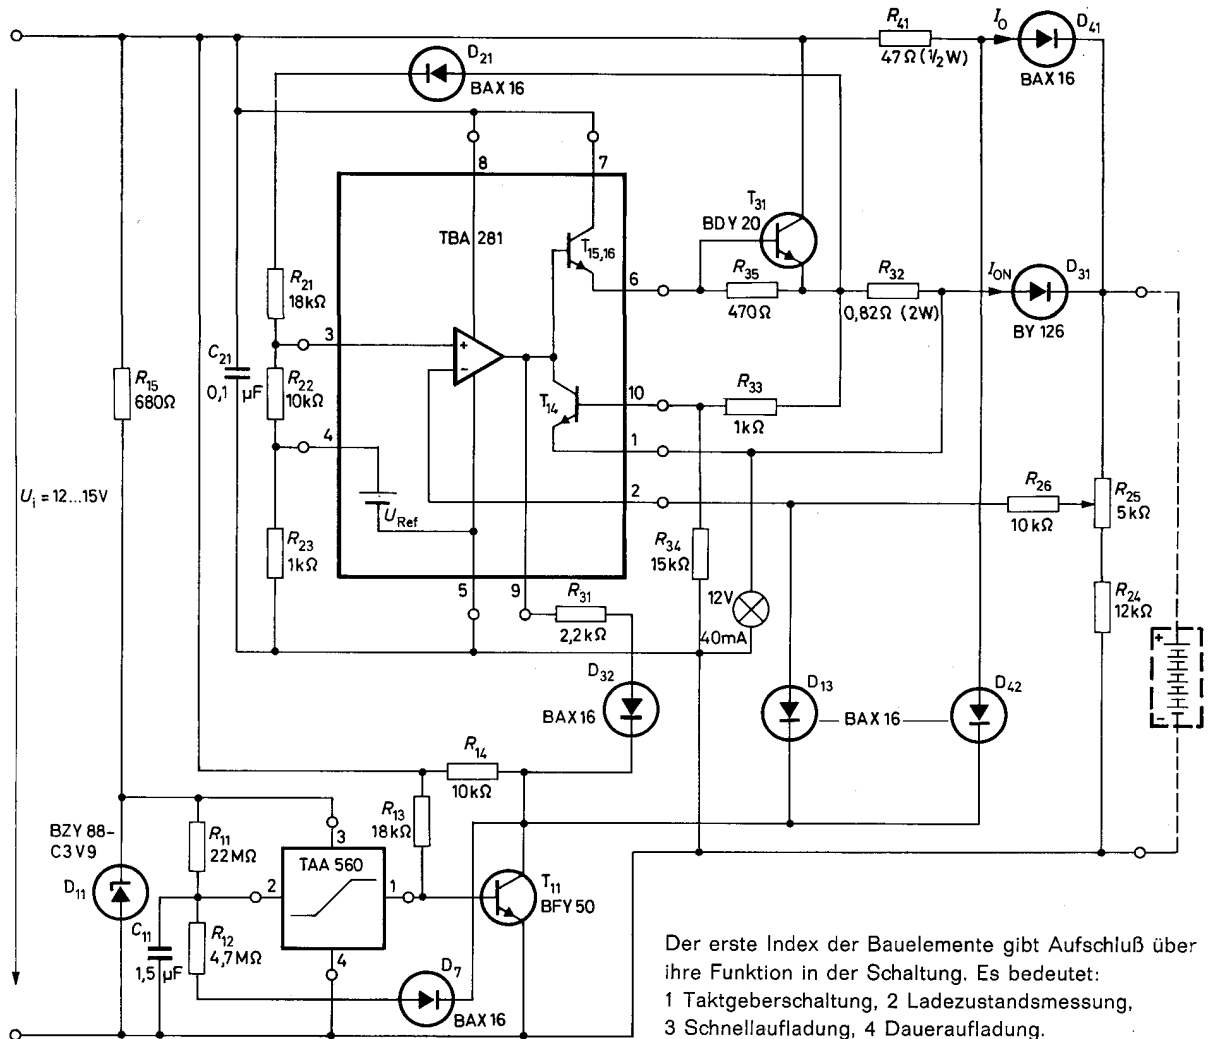 R41
47Ω (1/2W)
IO
D41
BAX 16
D21
BAX 16
8
7
T31
BDY 20
TBA 281
T15,16
R21
18kΩ
6
R35
470Ω
R32
0,82Ω (2W)
ION
D31
BY 126
3
+
−
C21
0,1 µF
R22
10kΩ
R15
680Ω
T14
10
R33
1kΩ
4
1
Ui = 12...15V
URef
2
R26
10kΩ
R25
5kΩ
R23
1kΩ
R34
15kΩ
5
9
R31
2,2kΩ
12V
40mA
R24
12kΩ
D32
BAX 16
D13
BAX 16
D42
+
−
R14
10kΩ
R13
18kΩ
BZY 88-
C3V9
D11
R11
22MΩ
3
TAA 560
2
1
T11
BFY 50
C11
1,5 µF
R12
4,7MΩ
4
D7
BAX 16
Der erste Index der Bauelemente gibt Aufschluß über
ihre Funktion in der Schaltung. Es bedeutet:
1 Taktgeberschaltung, 2 Ladezustandsmessung,
3 Schnellaufladung, 4 Daueraufladung.